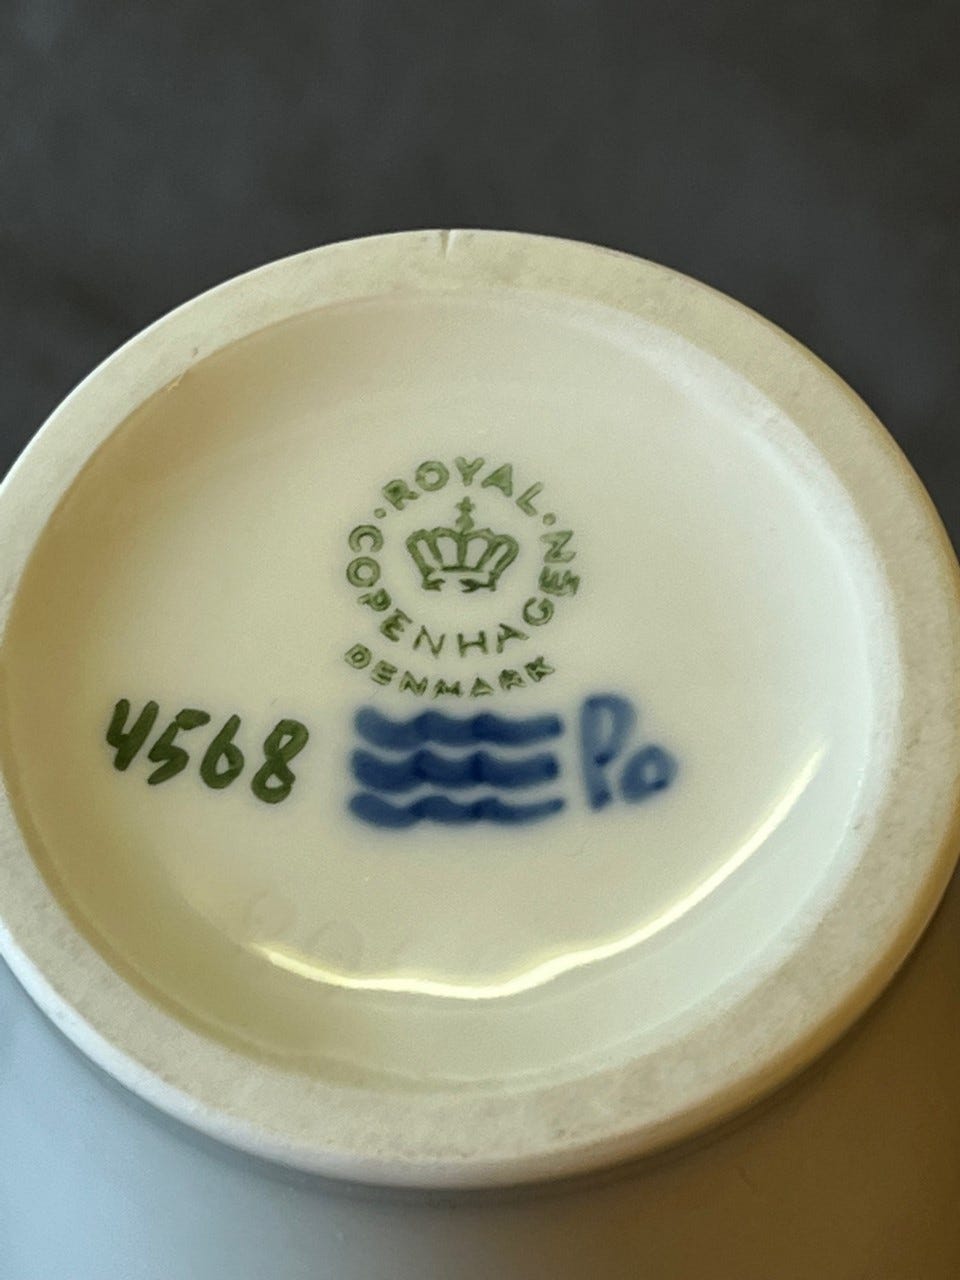 ROYAL
COPENHAGEN
DENMARK
4568
Po